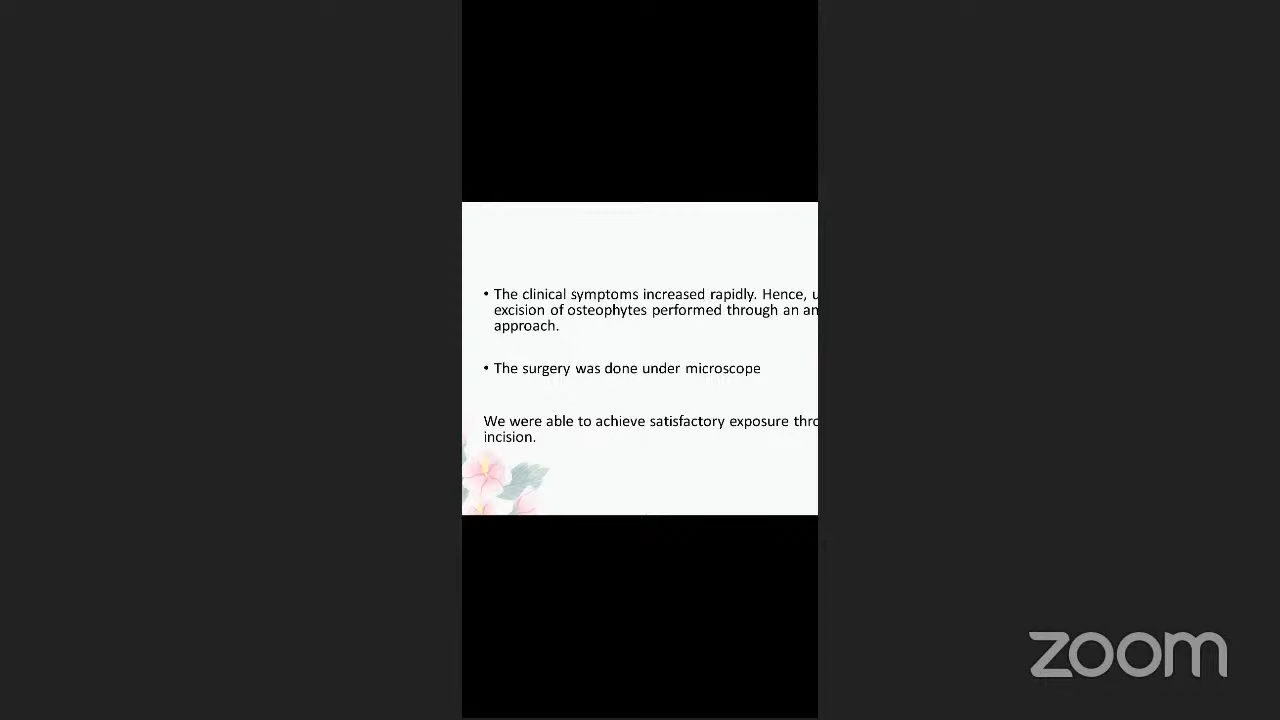 • The clinical symptoms increased rapidly. Hence,
excision of osteophytes performed through an
approach.
• The surgery was done under microscope
We were able to achieve satisfactory exposure
incision.
zoom